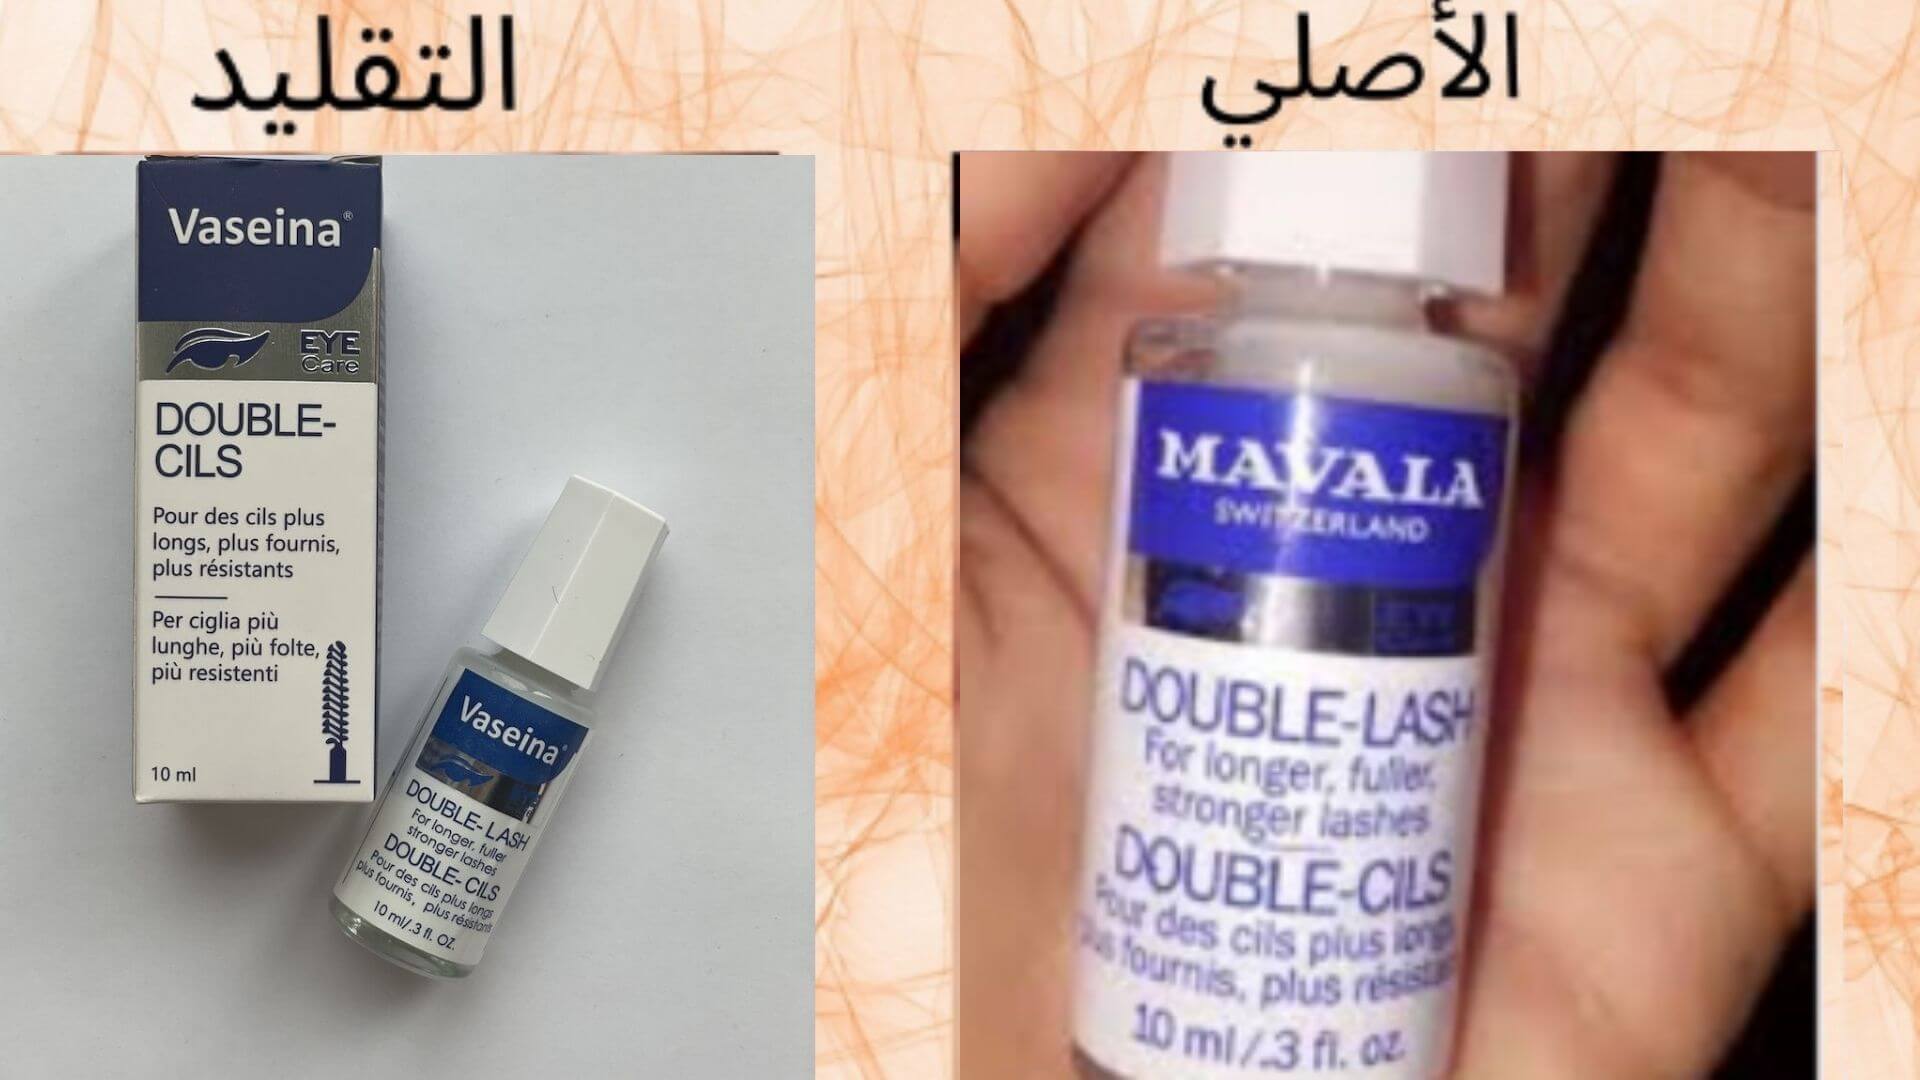 التقليد
الأصلي
Vaseina®
EYE
Care
DOUBLE-
CILS
Pour des cils plus
longs, plus fournis,
plus résistants
Per ciglia più
lunghe, più folte,
più resistenti
10 ml
Vaseina®
DOUBLE-LASH
For longer, fuller
stronger lashes
DOUBLE-CILS
Pour des cils plus longs
plus fournis, plus résistants
10 ml/.3 fl. OZ.
MAVALA
SWITZERLAND
EYE
DOUBLE-LASH
For longer, fuller,
stronger lashes
DOUBLE-CILS
Pour des cils plus longs
plus fournis, plus
10 ml/.3 fl. oz.